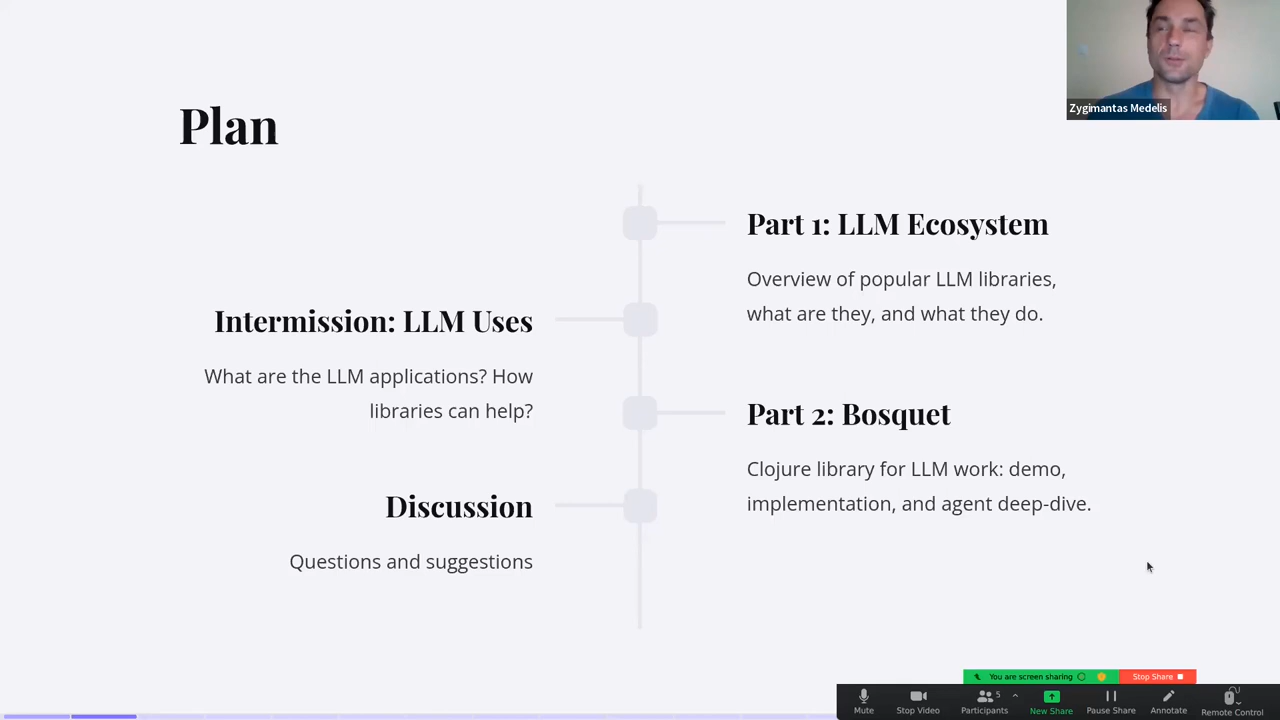 Zygimantas Medelis
Plan
Part 1: LLM Ecosystem
Overview of popular LLM libraries,
what are they, and what they do.
Intermission: LLM Uses
What are the LLM applications? How
libraries can help?
Part 2: Bosquet
Clojure library for LLM work: demo,
implementation, and agent deep-dive.
Discussion
Questions and suggestions
You are screen sharing
Stop Share
Mute
Stop Video
Participants
5
New Share
Pause Share
Annotate
Remote Control